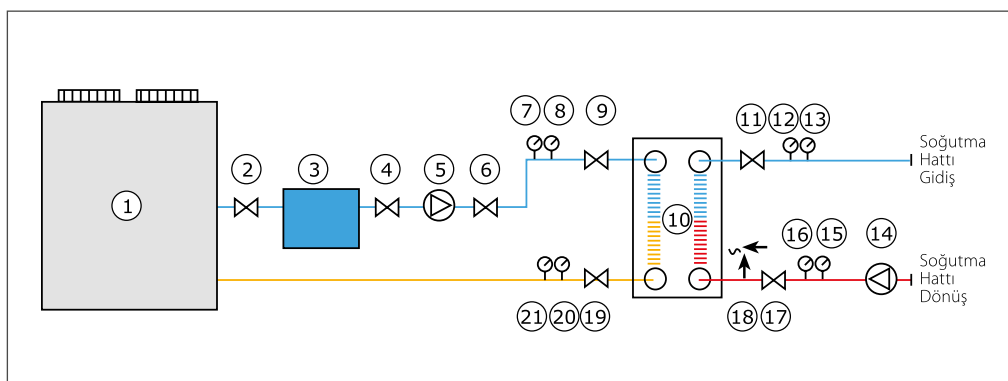 7 8 9 11 12 13
Soğutma
Hattı
Gidiş
2 3 4 5 6
1
10
16 15 14
Soğutma
Hattı
Dönüş
21 20 19 18 17